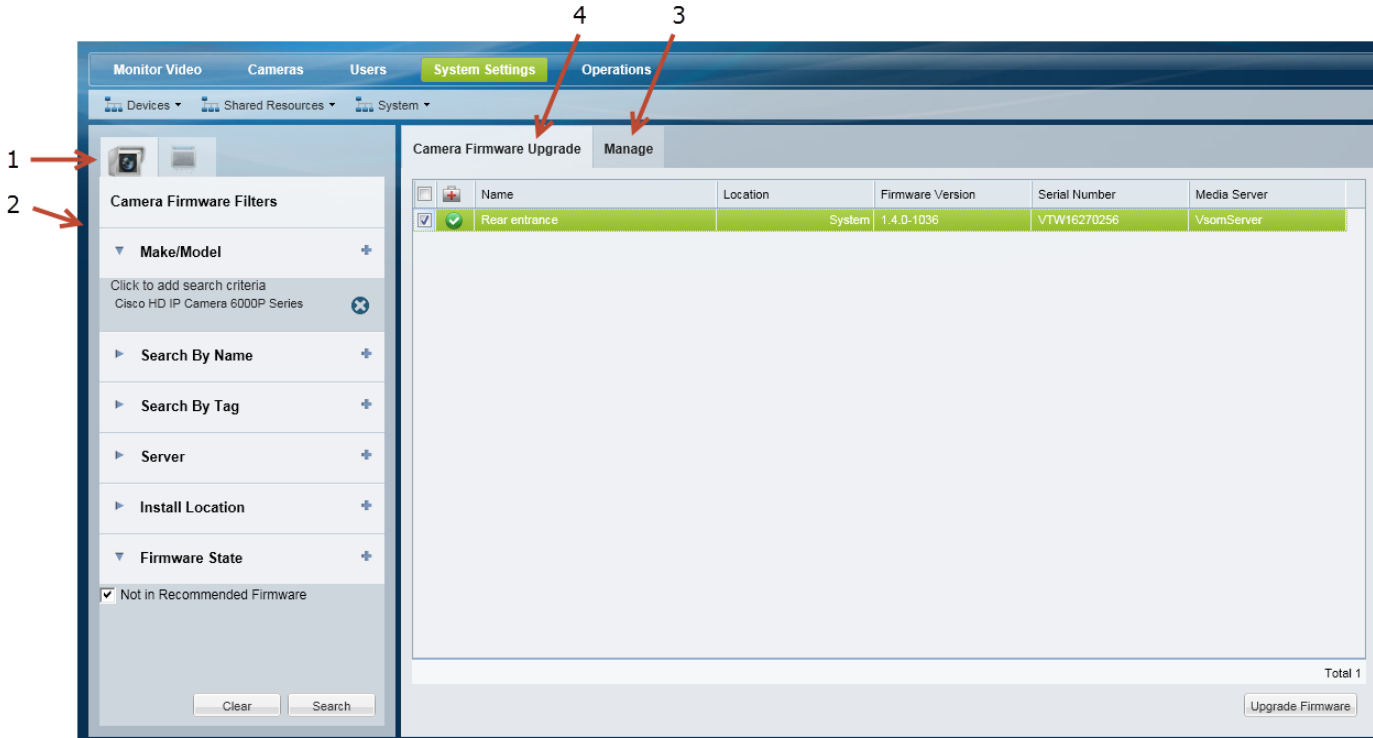 4 3
Monitor Video Cameras Users System Settings Operations
Devices Shared Resources System
1
Camera Firmware Upgrade Manage
2
Camera Firmware Filters
Name Location Firmware Version Serial Number Media Server
Rear entrance System 1.4.0-1036 VTW16270256 VsomServer
Make/Model
Click to add search criteria
Cisco HD IP Camera 6000P Series
Search By Name
Search By Tag
Server
Install Location
Firmware State
Not in Recommended Firmware
Total 1
Clear Search
Upgrade Firmware